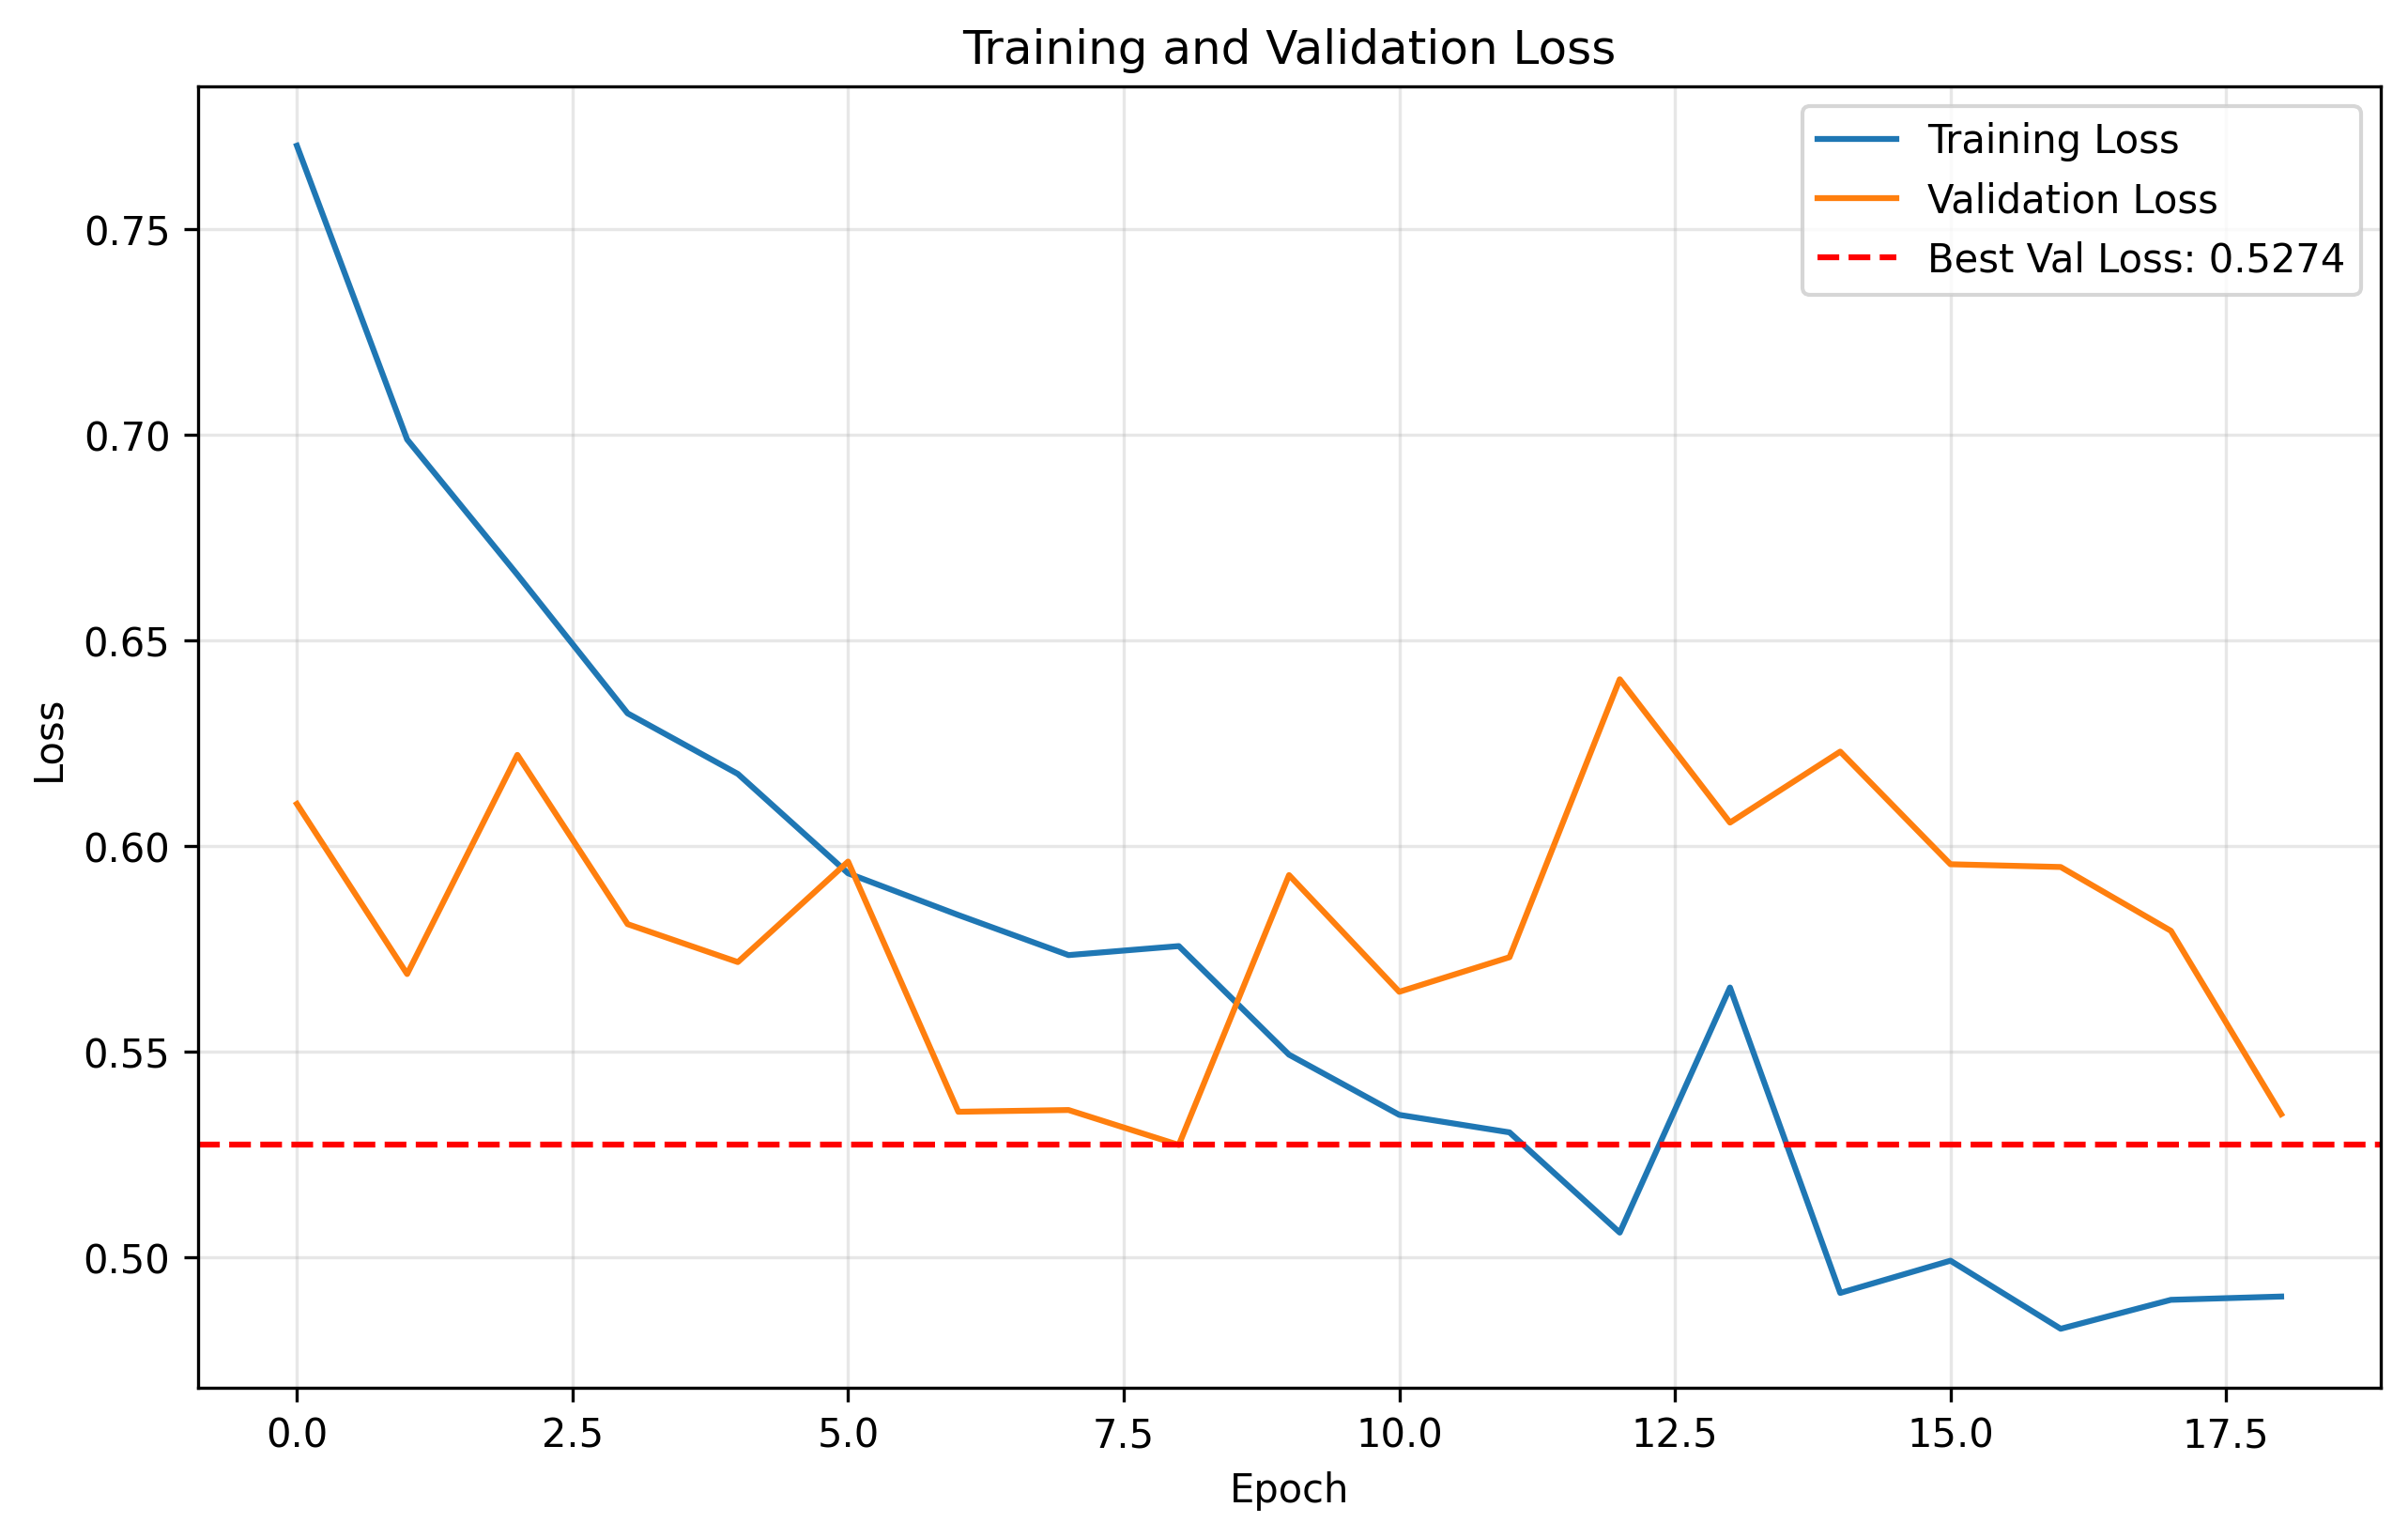 Training and Validation Loss
Training Loss
Validation Loss
Best Val Loss: 0.5274
0.75
0.70
0.65
0.60
0.55
0.50
Loss
0.0 2.5 5.0 7.5 10.0 12.5 15.0 17.5
Epoch